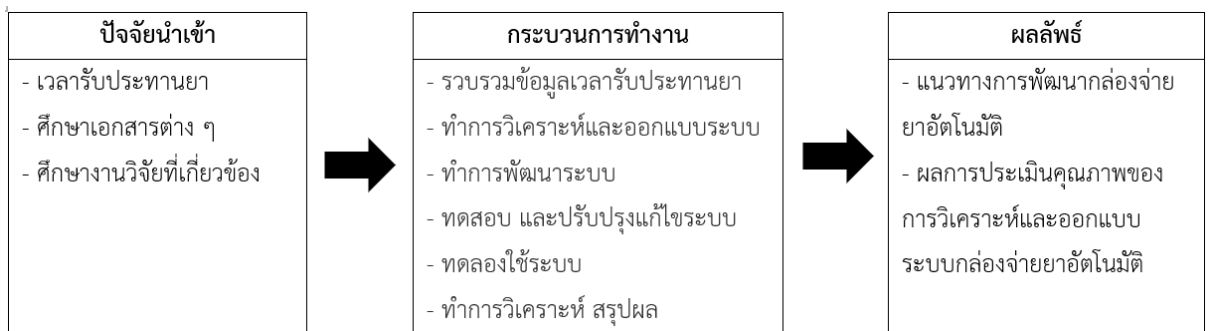 ปัจจัยนำเข้า
- เวลารับประทานยา
- ศึกษาเอกสารต่าง ๆ
- ศึกษางานวิจัยที่เกี่ยวข้อง
กระบวนการทำงาน
- รวบรวมข้อมูลเวลารับประทานยา
- ทำการวิเคราะห์และออกแบบระบบ
- ทำการพัฒนาระบบ
- ทดสอบ และปรับปรุงแก้ไขระบบ
- ทดลองใช้ระบบ
- ทำการวิเคราะห์ สรุปผล
ผลลัพธ์
- แนวทางการพัฒนากล่องจ่าย
ยาอัตโนมัติ
- ผลการประเมินคุณภาพของ
การวิเคราะห์และออกแบบ
ระบบกล่องจ่ายยาอัตโนมัติ